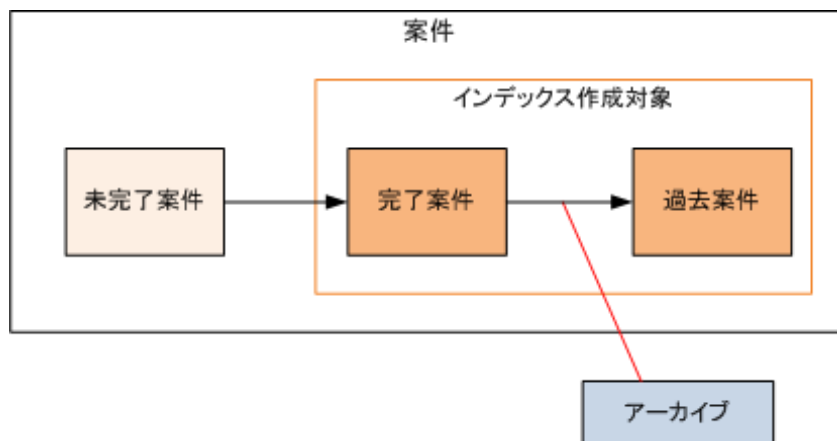 案件
インデックス作成対象
未完了案件
完了案件
過去案件
アーカイブ